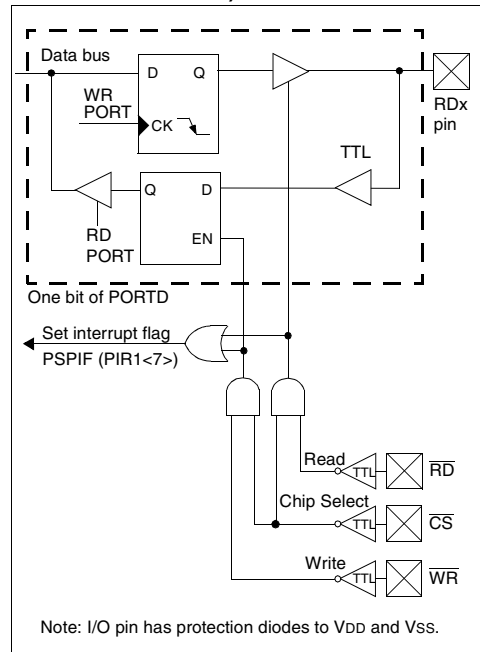 Data bus
D Q
WR
PORT
CK
RDx
pin
TTL
Q D
EN
RD
PORT
One bit of PORTD
Set interrupt flag
PSPIF (PIR1<7>)
Read
TTL
RD
Chip Select
TTL
CS
Write
TTL
WR
Note: I/O pin has protection diodes to VDD and VSS.